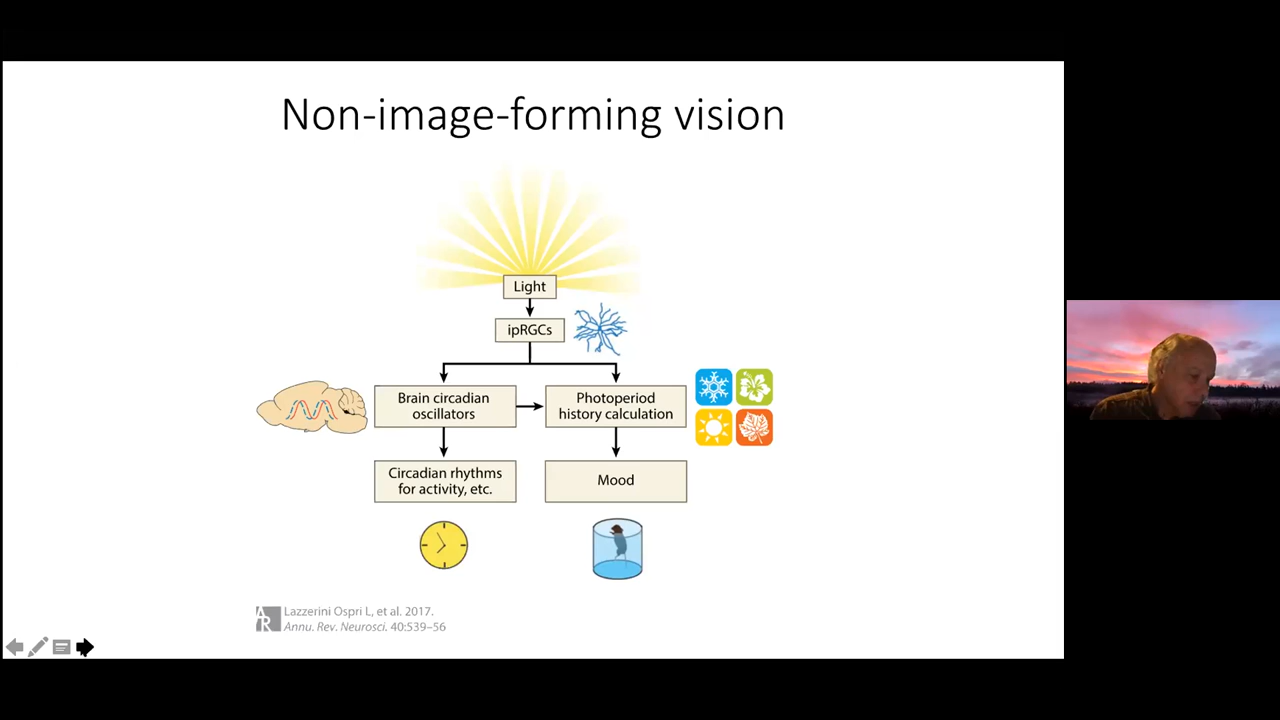 Non-image-forming vision
Light
ipRGCs
Brain circadian
oscillators
Photoperiod
history calculation
Circadian rhythms
for activity, etc.
Mood
AR
Lazzerini Ospri L, et al. 2017.
Annu. Rev. Neurosci. 40:539–56